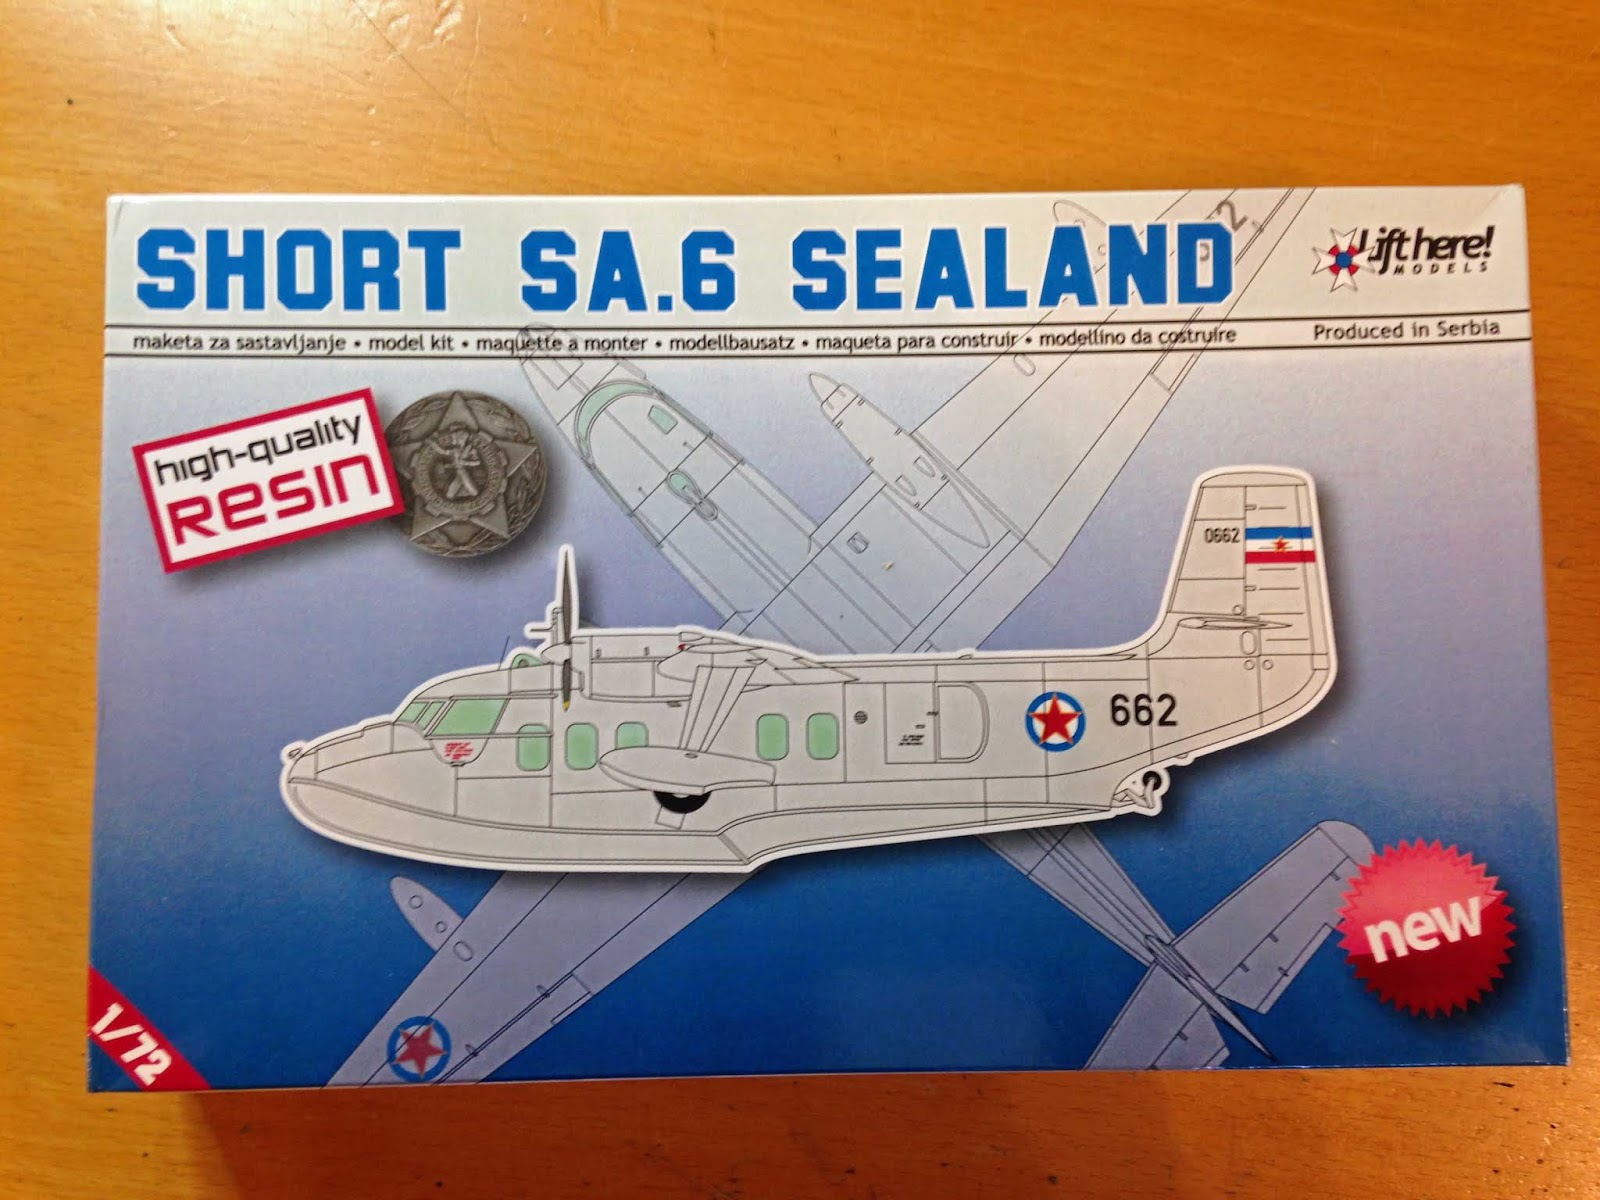 SHORT SA.6 SEALAND
2
Lift here!
MODELS
maketa za sastavljanje • model kit • maquette a monter • modellbausatz • maqueta para construir • modellino da costruire
Produced in Serbia
high-quality
RESIN
0662
662
new
1/72